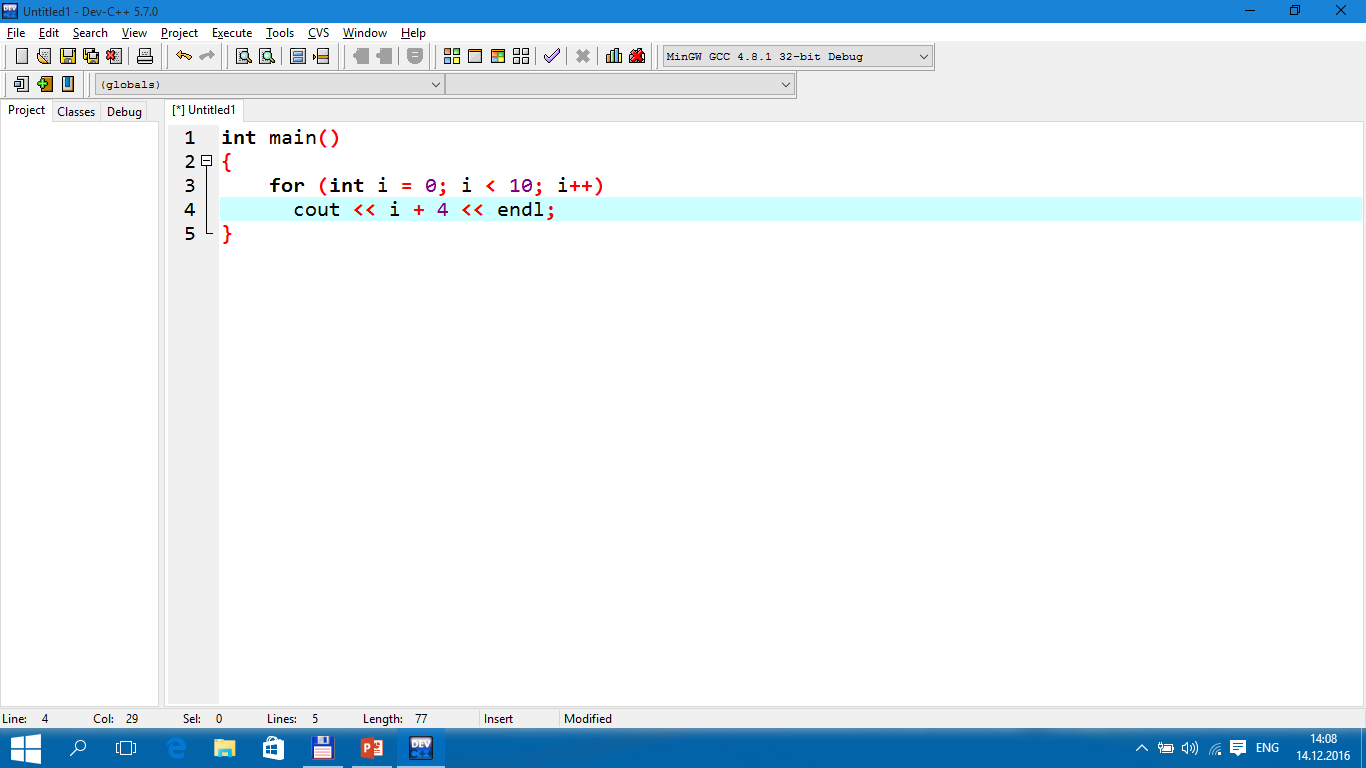 Untitled1 - Dev-C++ 5.7.0
File Edit Search View Project Execute Tools CVS Window Help
MinGW GCC 4.8.1 32-bit Debug
(globals)
Project Classes Debug [*] Untitled1
1 int main()
2 {
3 for (int i = 0; i < 10; i++)
4 cout << i + 4 << endl;
5 }
Line: 4 Col: 29 Sel: 0 Lines: 5 Length: 77 Insert Modified
DEV C++ ENG 14:08
14.12.2016